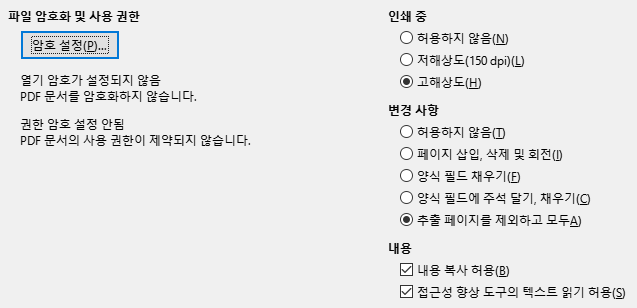 파일 암호화 및 사용 권한
암호 설정(P)...
열기 암호가 설정되지 않음
PDF 문서를 암호화하지 않습니다.
권한 암호 설정 안됨
PDF 문서의 사용 권한이 제약되지 않습니다.
인쇄 중
허용하지 않음(N)
저해상도(150 dpi)(L)
고해상도(H)
변경 사항
허용하지 않음(T)
페이지 삽입, 삭제 및 회전(I)
양식 필드 채우기(F)
양식 필드에 주석 달기, 채우기(C)
추출 페이지를 제외하고 모두A)
내용
내용 복사 허용(B)
접근성 향상 도구의 텍스트 읽기 허용(S)